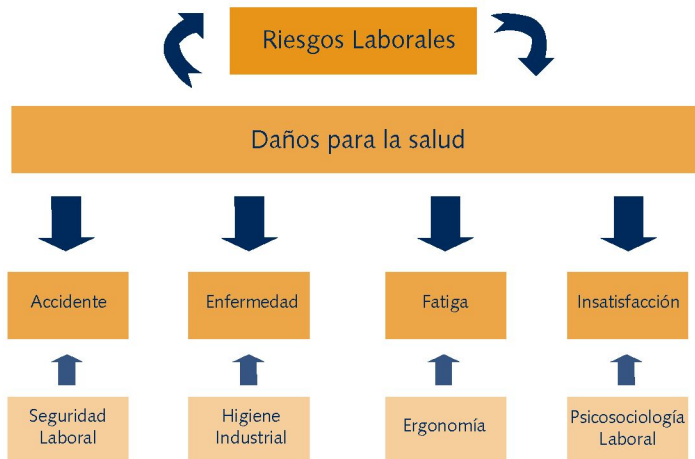 Riesgos Laborales
Daños para la salud
Accidente
Enfermedad
Fatiga
Insatisfacción
Seguridad
Laboral
Higiene
Industrial
Ergonomía
Psicosociología
Laboral